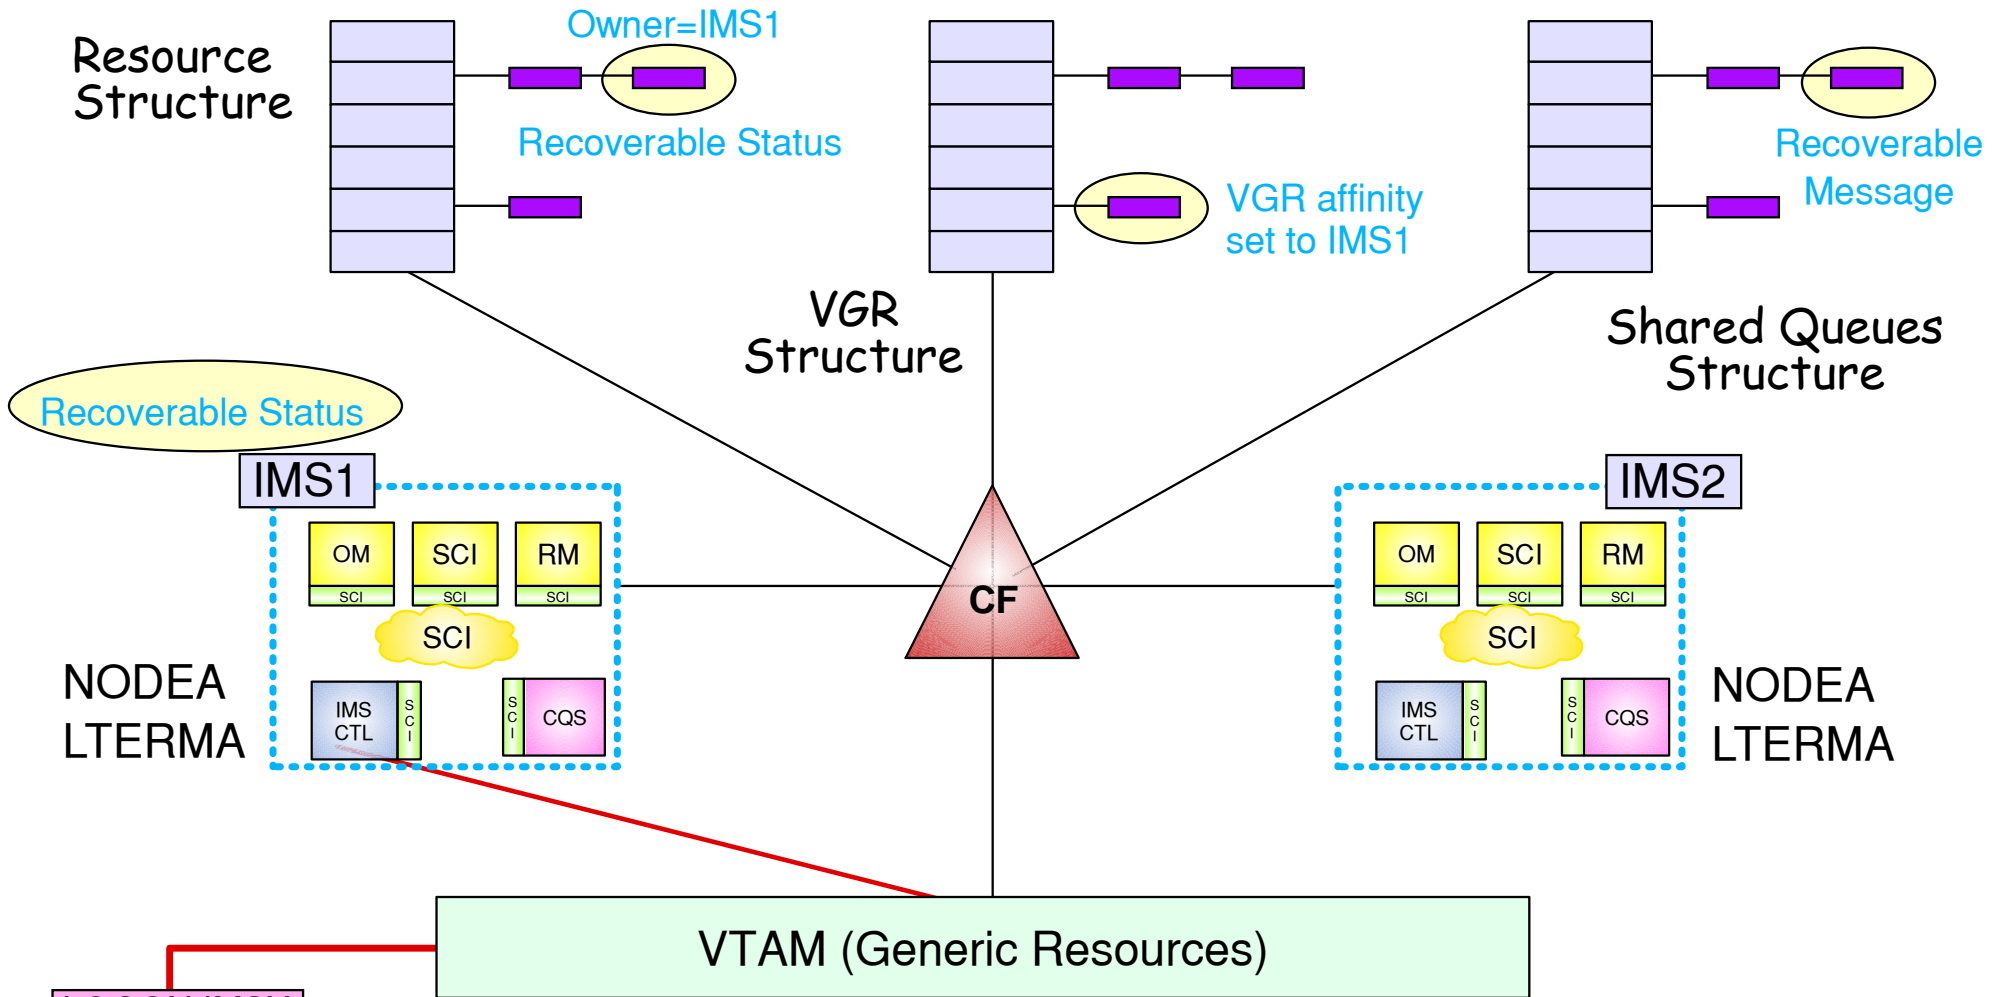 Owner=IMS1
Resource
Structure
Recoverable Status
VGR affinity
set to IMS1
Recoverable
Message
VGR
Structure
Shared Queues
Structure
Recoverable Status
IMS1
OM
SCI
RM
SCI
SCI
SCI
SCI
NODEA
LTERMA
IMS
CTL
SCI
SCI
CQS
CF
IMS2
OM
SCI
RM
SCI
SCI
SCI
SCI
IMS
CTL
SCI
SCI
CQS
NODEA
LTERMA
VTAM (Generic Resources)